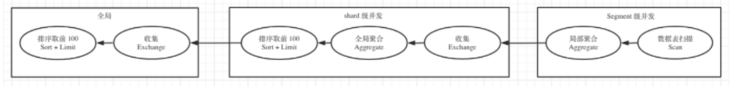 全局
排序取前 100
Sort + Limit
收集
Exchange
shard 级并发
排序取前 100
Sort + Limit
全局聚合
Aggregate
收集
Exchange
Segment 级并发
局部聚合
Aggregate
数据表扫描
Scan